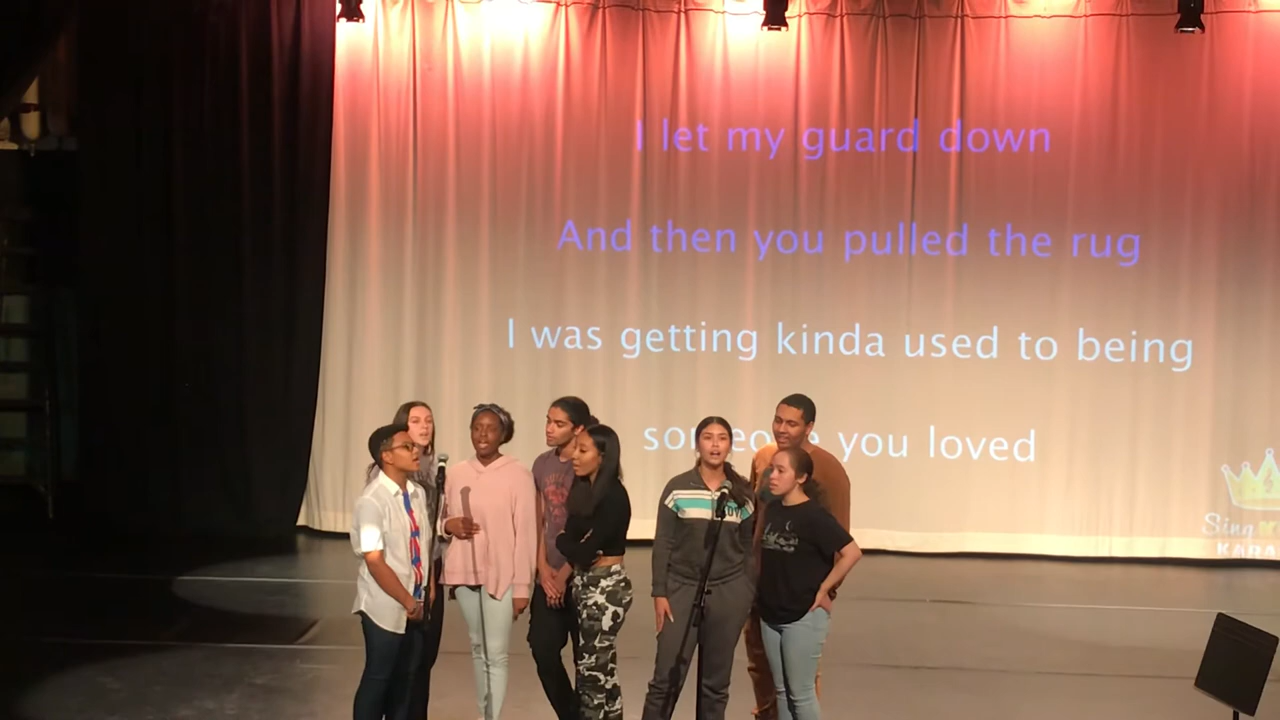 I let my guard down
And then you pulled the rug
I was getting kinda used to being
someone you loved
Sing